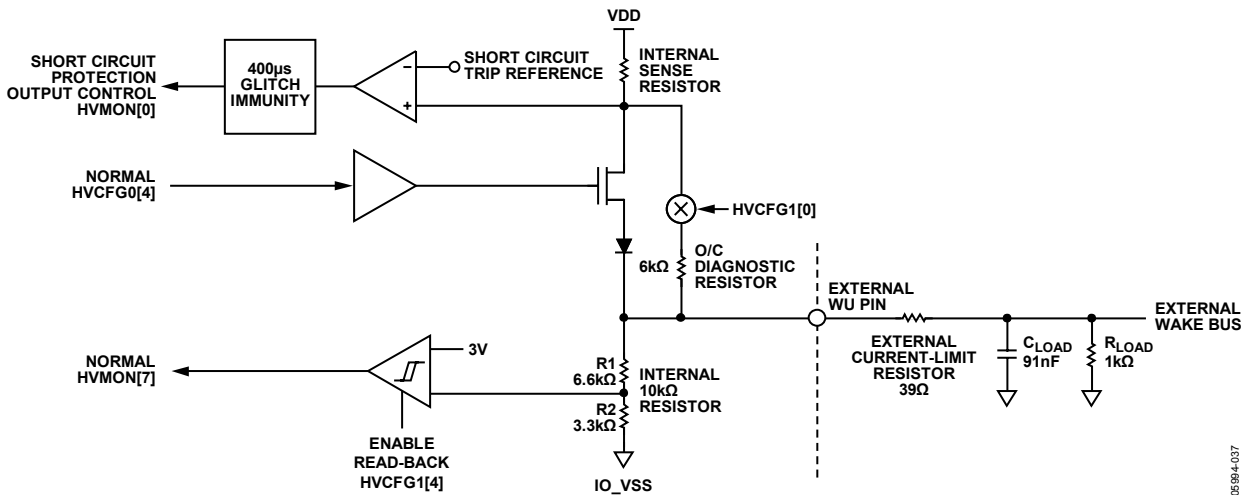 VDD
SHORT CIRCUIT
PROTECTION
OUTPUT CONTROL
HVMON[0]
400µs
GLITCH
IMMUNITY
–
+
SHORT CIRCUIT
TRIP REFERENCE
INTERNAL
SENSE
RESISTOR
NORMAL
HVCFG0[4]
HVCFG1[0]
6kΩ
O/C
DIAGNOSTIC
RESISTOR
EXTERNAL
WU PIN
EXTERNAL
WAKE BUS
EXTERNAL
CURRENT-LIMIT
RESISTOR
39Ω
CLOAD
91nF
RLOAD
1kΩ
NORMAL
HVMON[7]
3V
R1
6.6kΩ
INTERNAL
10kΩ
RESISTOR
R2
3.3kΩ
ENABLE
READ-BACK
HVCFG1[4]
IO_VSS
05994-037